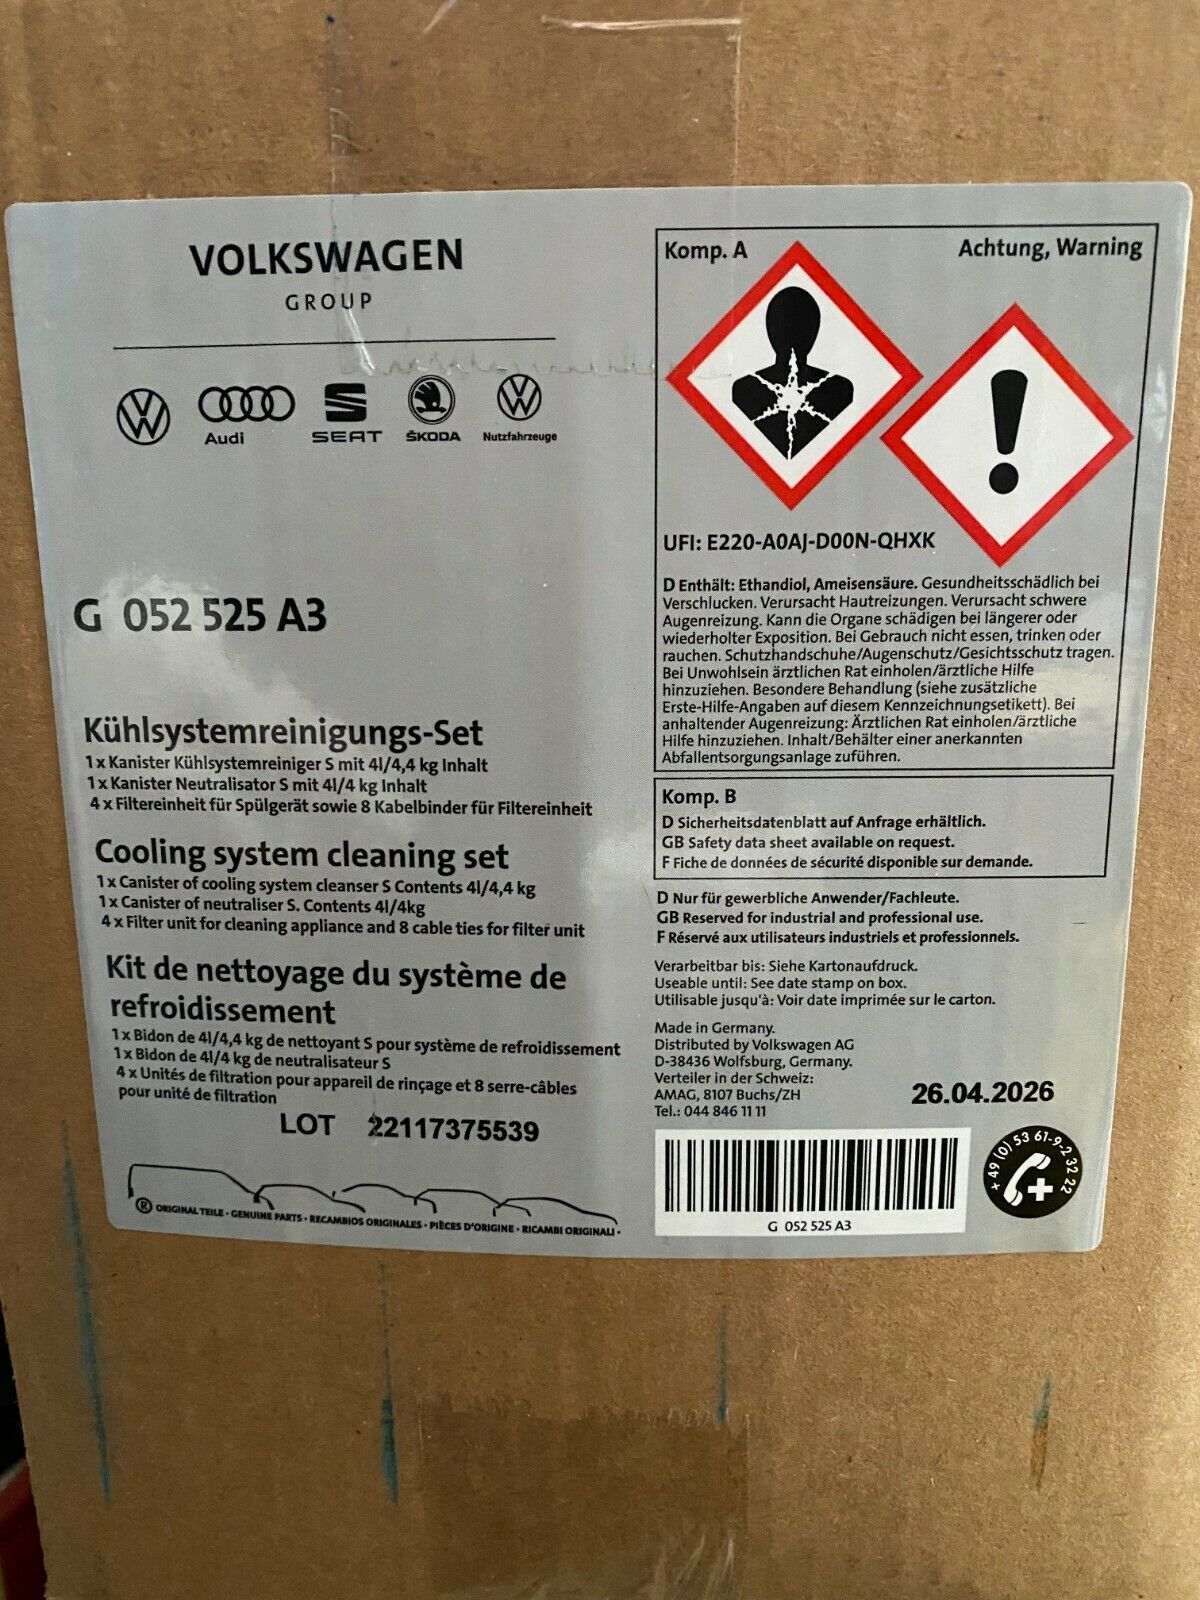 VOLKSWAGEN
GROUP
Audi
SEAT
ŠKODA
Nutzfahrzeuge
G 052 525 A3
Kühlsystemreinigungs-Set
1 x Kanister Kühlsystemreiniger S mit 4l/4,4 kg Inhalt
1 x Kanister Neutralisator S mit 4l/4 kg Inhalt
4 x Filtereinheit für Spülgerät sowie 8 Kabelbinder für Filtereinheit
Cooling system cleaning set
1 x Canister of cooling system cleanser S Contents 4l/4,4 kg
1 x Canister of neutraliser S. Contents 4l/4kg
4 x Filter unit for cleaning appliance and 8 cable ties for filter unit
Kit de nettoyage du système de
refroidissement
1 x Bidon de 4l/4,4 kg de nettoyant S pour système de refroidissement
1 x Bidon de 4l/4 kg de neutralisateur S
4 x Unités de filtration pour appareil de rinçage et 8 serre-câbles
pour unité de filtration
LOT 22117375539
® ORIGINAL TEILE · GENUINE PARTS · RECAMBIOS ORIGINALES · PIÈCES D'ORIGINE · RICAMBI ORIGINALI ·
Komp. A
Achtung, Warning
UFI: E220-A0AJ-D00N-QHXK
D Enthält: Ethandiol, Ameisensäure. Gesundheitsschädlich bei
Verschlucken. Verursacht Hautreizungen. Verursacht schwere
Augenreizung. Kann die Organe schädigen bei längerer oder
wiederholter Exposition. Bei Gebrauch nicht essen, trinken oder
rauchen. Schutzhandschuhe/Augenschutz/Gesichtsschutz tragen.
Bei Unwohlsein ärztlichen Rat einholen/ärztliche Hilfe
hinzuziehen. Besondere Behandlung (siehe zusätzliche
Erste-Hilfe-Angaben auf diesem Kennzeichnungsetikett). Bei
anhaltender Augenreizung: Ärztlichen Rat einholen/ärztliche
Hilfe hinzuziehen. Inhalt/Behälter einer anerkannten
Abfallentsorgungsanlage zuführen.
Komp. B
D Sicherheitsdatenblatt auf Anfrage erhältlich.
GB Safety data sheet available on request.
F Fiche de données de sécurité disponible sur demande.
D Nur für gewerbliche Anwender/Fachleute.
GB Reserved for industrial and professional use.
F Réservé aux utilisateurs industriels et professionnels.
Verarbeitbar bis: Siehe Kartonaufdruck.
Useable until: See date stamp on box.
Utilisable jusqu'à: Voir date imprimée sur le carton.
Made in Germany.
Distributed by Volkswagen AG
D-38436 Wolfsburg, Germany.
Verteiler in der Schweiz:
AMAG, 8107 Buchs/ZH
Tel.: 044 846 11 11
26.04.2026
G 052 525 A3
+ 49 (0) 53 61-9-2 32 22